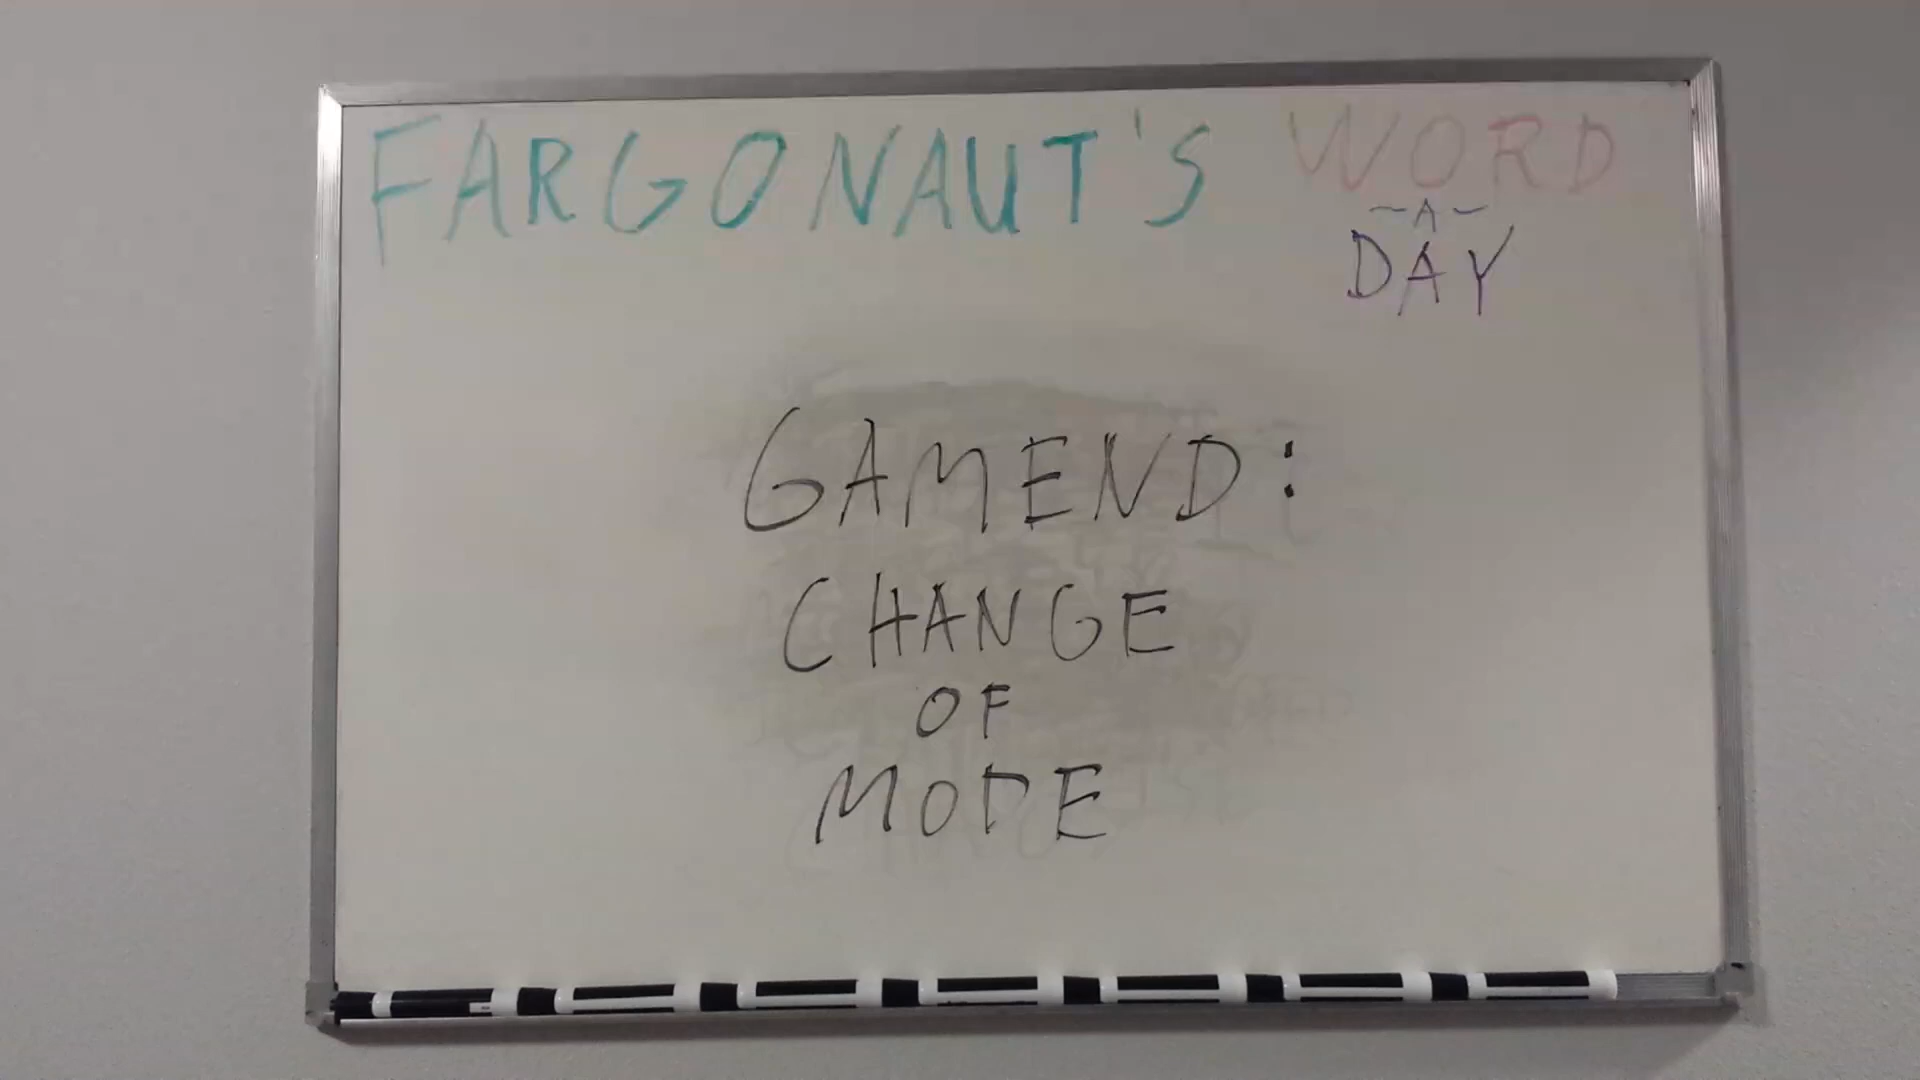 FARGONAUT'S WORD
-A-
DAY
GAMEND:
CHANGE
OF
MODE